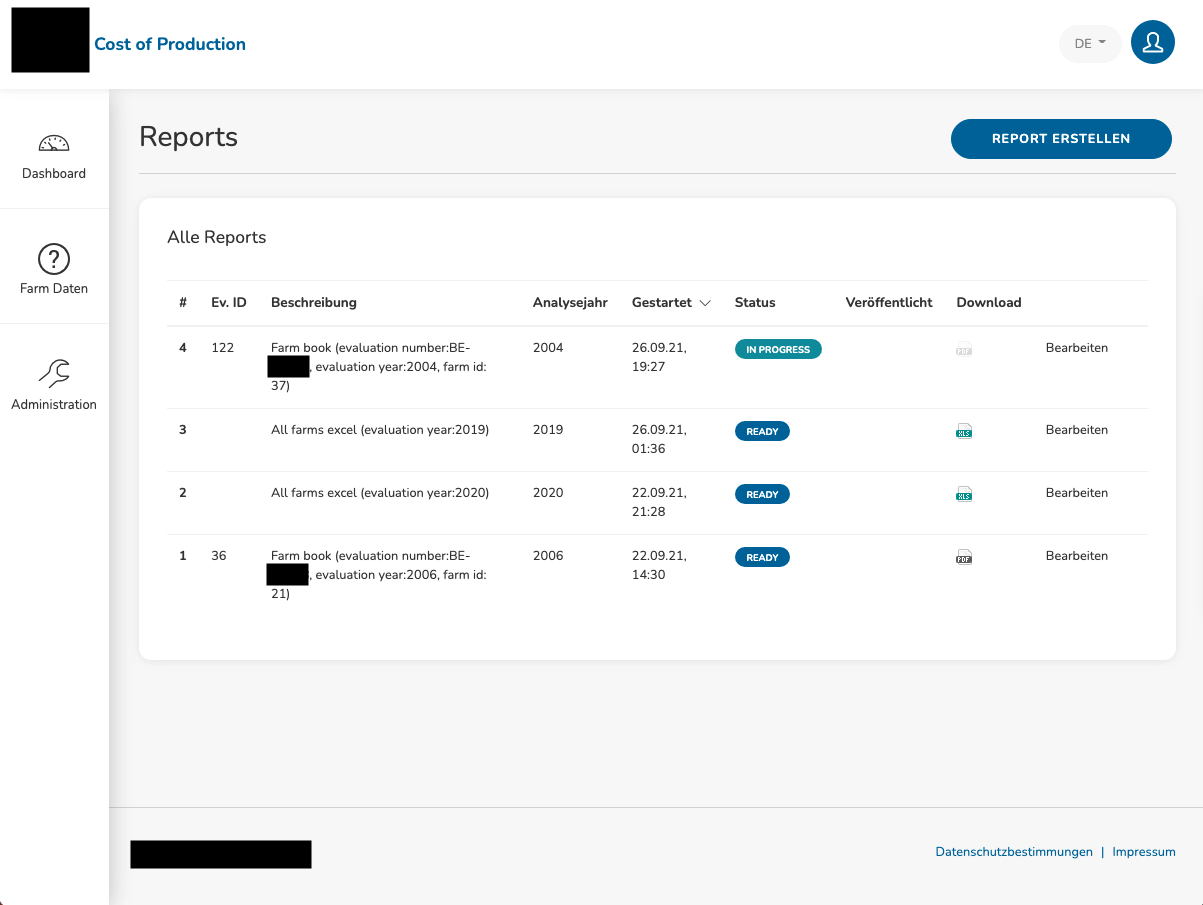 Cost of Production
DE
Dashboard
Farm Daten
Administration
Reports
REPORT ERSTELLEN
Alle Reports
# Ev. ID Beschreibung Analysejahr Gestartet Status Veröffentlicht Download
4 122 Farm book (evaluation number:BE- 2004 26.09.21, IN PROGRESS PDF Bearbeiten
, evaluation year:2004, farm id: 19:27
37)
3 All farms excel (evaluation year:2019) 2019 26.09.21, READY XLS Bearbeiten
01:36
2 All farms excel (evaluation year:2020) 2020 22.09.21, READY XLS Bearbeiten
21:28
1 36 Farm book (evaluation number:BE- 2006 22.09.21, READY PDF Bearbeiten
, evaluation year:2006, farm id: 14:30
21)
Datenschutzbestimmungen | Impressum